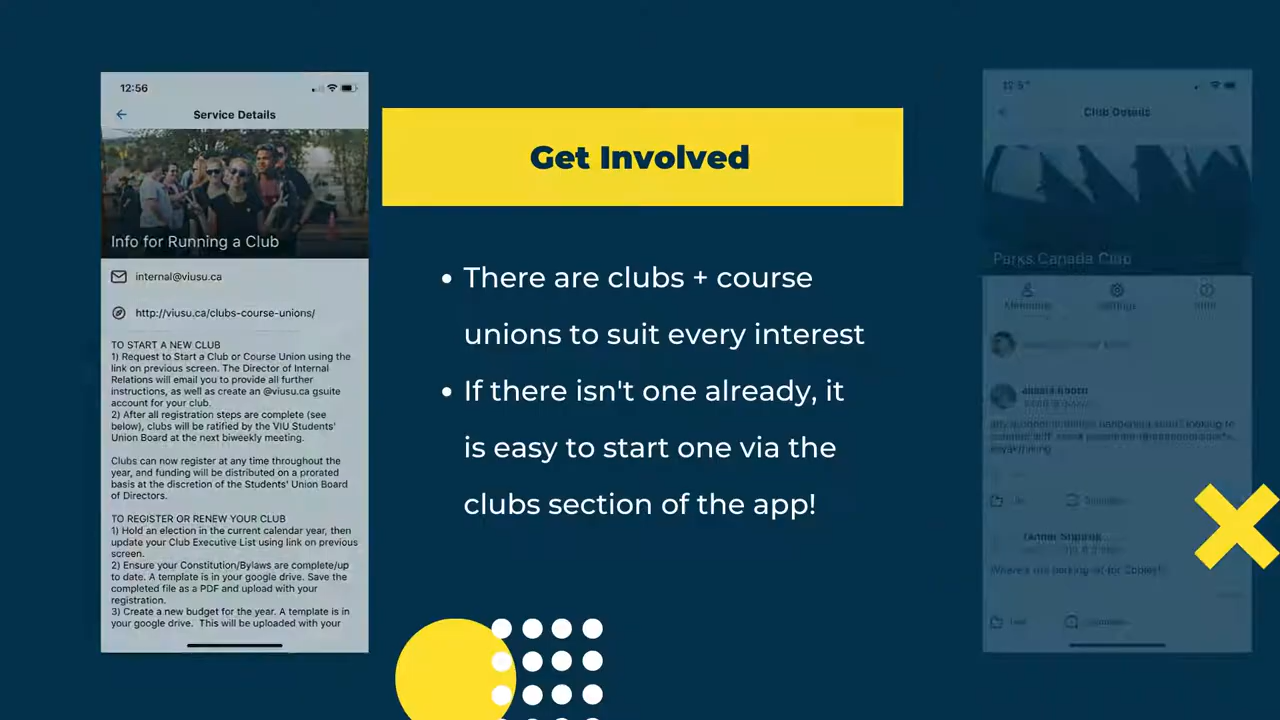 12:56
Service Details
Info for Running a Club
internal@viusu.ca
http://viusu.ca/clubs-course-unions/
TO START A NEW CLUB
1) Request to Start a Club or Course Union using the
link on previous screen. The Director of Internal
Relations will email you to provide all further
instructions, as well as create an @viusu.ca gsuite
account for your club.
2) After all registration steps are complete (see
below), clubs will be ratified by the VIU Students'
Union Board at the next biweekly meeting.
Clubs can now register at any time throughout the
year, and funding will be distributed on a prorated
basis at the discretion of the Students' Union Board
of Directors.
TO REGISTER OR RENEW YOUR CLUB
1) Hold an election in the current calendar year, then
update your Club Executive List using link on previous
screen.
2) Ensure your Constitution/Bylaws are complete/up
to date. A template is in your google drive. Save the
completed file as a PDF and upload with your
registration.
3) Create a new budget for the year. A template is in
your google drive. This will be uploaded with your
Get Involved
• There are clubs + course
unions to suit every interest
• If there isn't one already, it
is easy to start one via the
clubs section of the app!
Club Details
Parks Canada Club